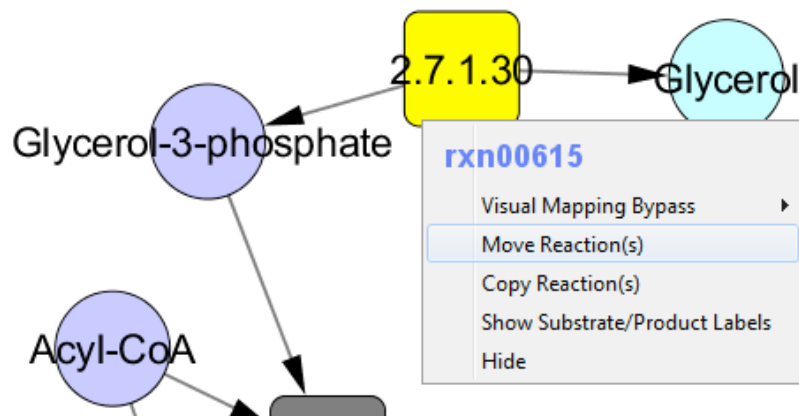 2.7.1.30
Glycerol
Glycerol-3-phosphate
rxn00615
Visual Mapping Bypass
Move Reaction(s)
Copy Reaction(s)
Show Substrate/Product Labels
Hide
Acyl-CoA